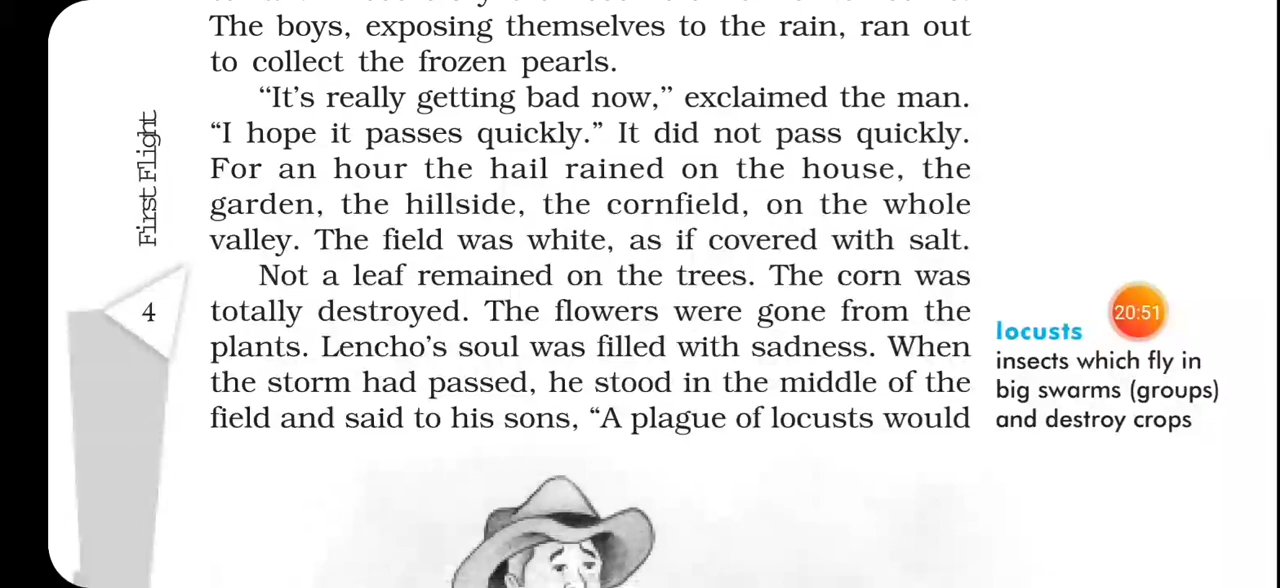 The boys, exposing themselves to the rain, ran out
to collect the frozen pearls.
“It’s really getting bad now,” exclaimed the man.
“I hope it passes quickly.” It did not pass quickly.
For an hour the hail rained on the house, the
garden, the hillside, the cornfield, on the whole
valley. The field was white, as if covered with salt.
Not a leaf remained on the trees. The corn was
totally destroyed. The flowers were gone from the
plants. Lencho’s soul was filled with sadness. When
the storm had passed, he stood in the middle of the
field and said to his sons, “A plague of locusts would
First Flight
4
20:51
locusts
insects which fly in
big swarms (groups)
and destroy crops